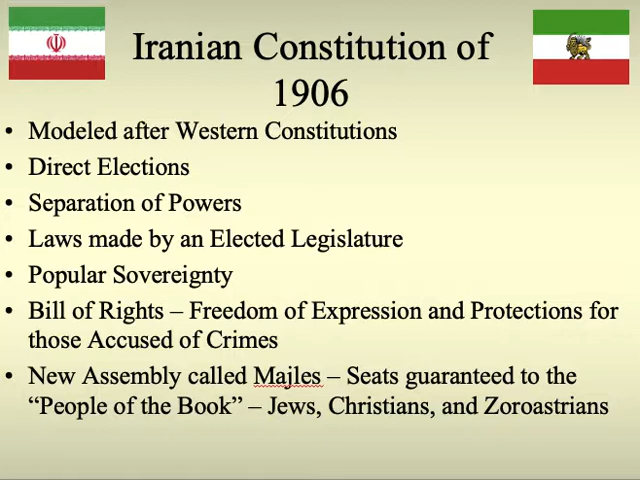 Iranian Constitution of
1906
• Modeled after Western Constitutions
• Direct Elections
• Separation of Powers
• Laws made by an Elected Legislature
• Popular Sovereignty
• Bill of Rights – Freedom of Expression and Protections for
those Accused of Crimes
• New Assembly called Majles – Seats guaranteed to the
“People of the Book” – Jews, Christians, and Zoroastrians